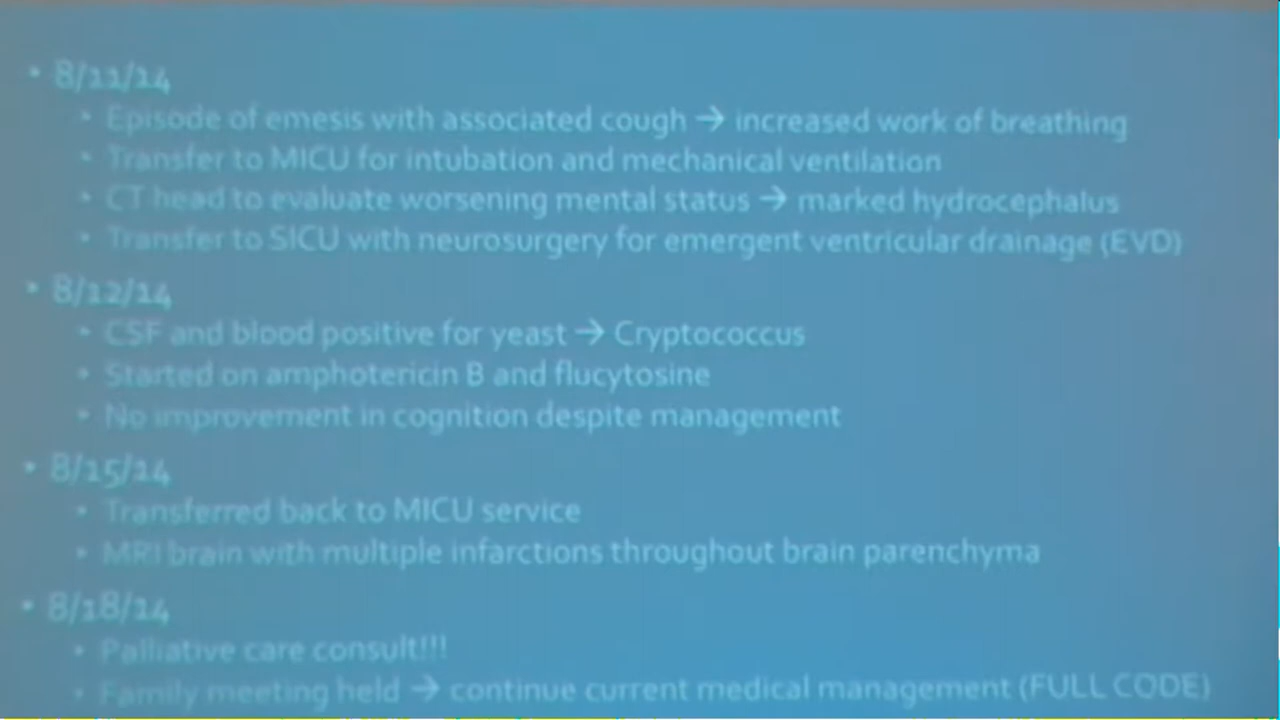 • 8/11/14
• Episode of emesis with associated cough → increased work of breathing
• Transfer to MICU for intubation and mechanical ventilation
• CT head to evaluate worsening mental status → marked hydrocephalus
• Transfer to SICU with neurosurgery for emergent ventricular drainage (EVD)
• 8/12/14
• CSF and blood positive for yeast → Cryptococcus
• Started on amphotericin B and flucytosine
• No improvement in cognition despite management
• 8/15/14
• Transferred back to MICU service
• MRI brain with multiple infarctions throughout brain parenchyma
• 8/18/14
• Palliative care consult!!!
• Family meeting held → continue current medical management (FULL CODE)